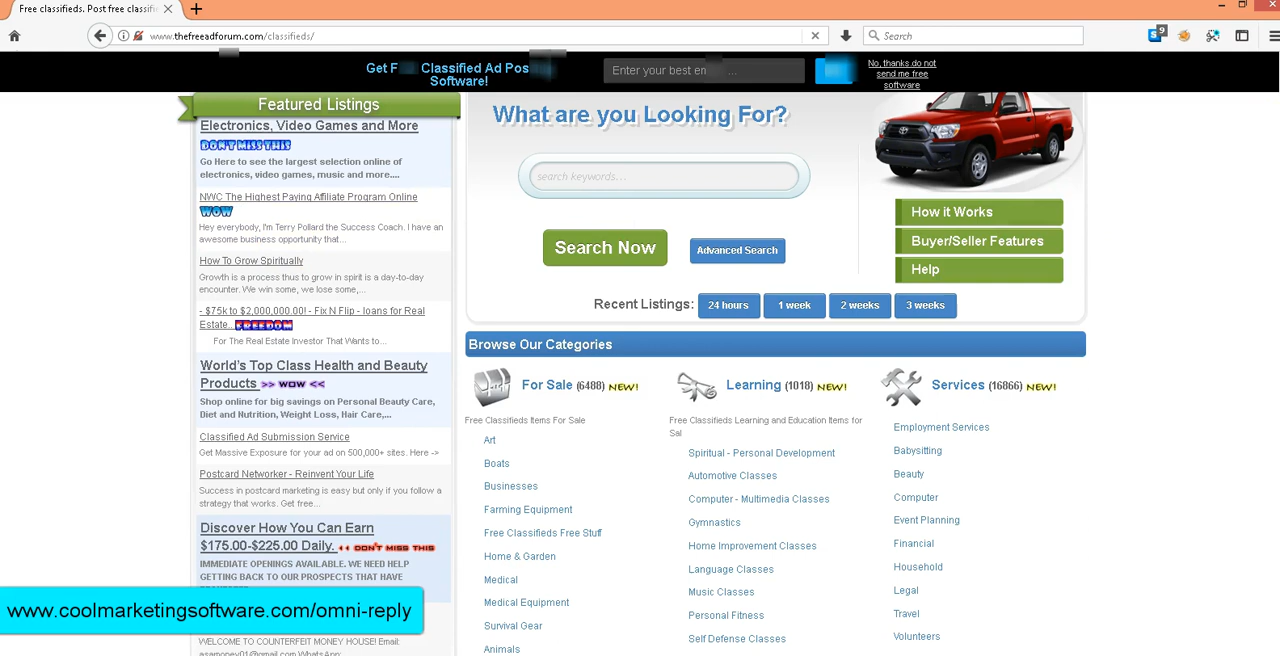 Free classifieds. Post free classifi
www.thefreeadforum.com/classifieds/
Search
9
Get F Classified Ad Pos
Software!
Enter your best en ...
No, thanks.do not
send me free
software
Featured Listings
Electronics, Video Games and More
DON'T MISS THIS
Go Here to see the largest selection online of
electronics, video games, music and more....
NWC The Highest Paying Affiliate Program Online
WOW
Hey everybody, I'm Terry Pollard the Success Coach. I have an
awesome business opportunity that...
How To Grow Spiritually
Growth is a process thus to grow in spirit is a day-to-day
encounter. We win some, we lose some,...
- $75k to $2,000,000.00! - Fix N Flip - loans for Real
Estate.. FREEDOM
For The Real Estate Investor That Wants to...
World's Top Class Health and Beauty
Products >> WOW <<
Shop online for big savings on Personal Beauty Care,
Diet and Nutrition, Weight Loss, Hair Care,...
Classified Ad Submission Service
Get Massive Exposure for your ad on 500,000+ sites. Here ->
Postcard Networker - Reinvent Your Life
Success in postcard marketing is easy but only if you follow a
strategy that works. Get free...
Discover How You Can Earn
$175.00-$225.00 Daily. DON'T MISS THIS
IMMEDIATE OPENINGS AVAILABLE. WE NEED HELP
GETTING BACK TO OUR PROSPECTS THAT HAVE
www.coolmarketingsoftware.com/omni-reply
WELCOME TO COUNTERFEIT MONEY HOUSE! Email:
asamoney01@gmail.com WhatsApp:
What are you Looking For?
search keywords...
Search Now
Advanced Search
How it Works
Buyer/Seller Features
Help
Recent Listings: 24 hours 1 week 2 weeks 3 weeks
Browse Our Categories
For Sale (6488) NEW!
Free Classifieds Items For Sale
Art
Boats
Businesses
Farming Equipment
Free Classifieds Free Stuff
Home & Garden
Medical
Medical Equipment
Survival Gear
Animals
Learning (1018) NEW!
Free Classifieds Learning and Education Items for
Sal
Spiritual - Personal Development
Automotive Classes
Computer - Multimedia Classes
Gymnastics
Home Improvement Classes
Language Classes
Music Classes
Personal Fitness
Self Defense Classes
Services (16866) NEW!
Employment Services
Babysitting
Beauty
Computer
Event Planning
Financial
Household
Legal
Travel
Volunteers